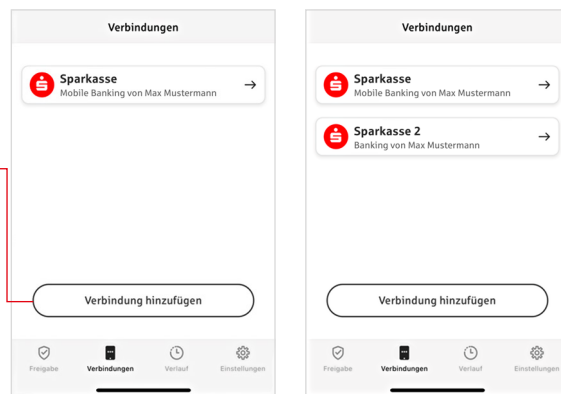 Verbindungen
Sparkasse
Mobile Banking von Max Mustermann
Verbindung hinzufügen
Freigabe Verbindungen Verlauf Einstellungen
Verbindungen
Sparkasse
Mobile Banking von Max Mustermann
Sparkasse 2
Banking von Max Mustermann
Verbindung hinzufügen
Freigabe Verbindungen Verlauf Einstellungen